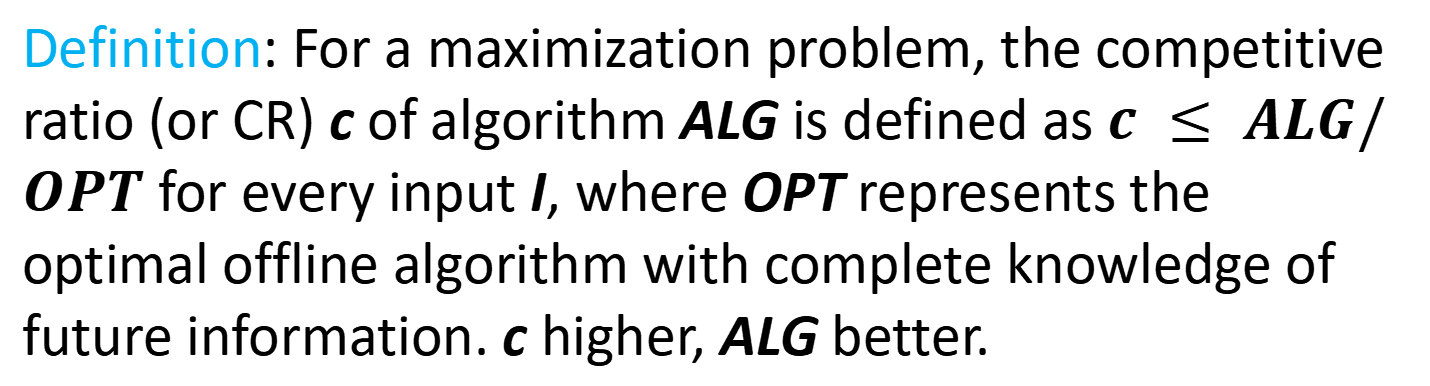 Definition: For a maximization problem, the competitive
ratio (or CR) c of algorithm ALG is defined as c ≤ ALG/
OPT for every input I, where OPT represents the
optimal offline algorithm with complete knowledge of
future information. c higher, ALG better.